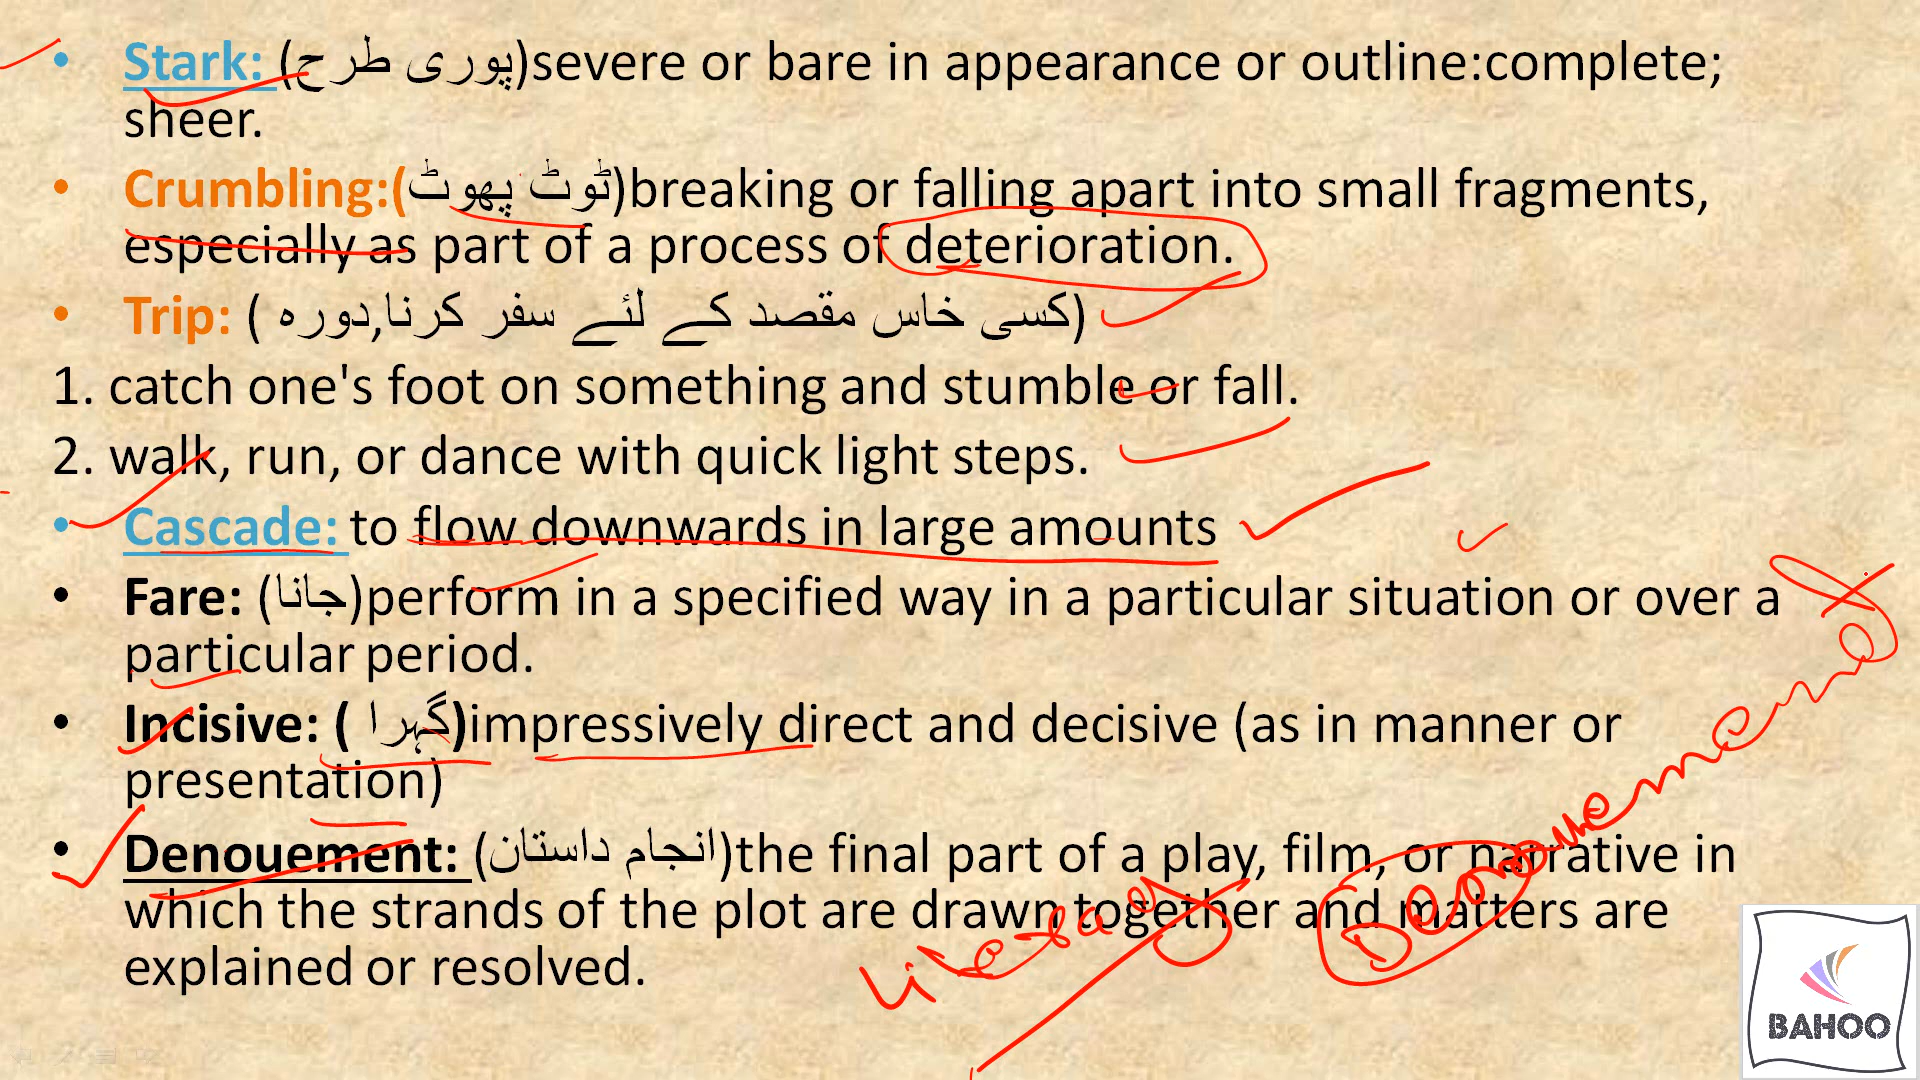 • Stark: (پوری طرح)severe or bare in appearance or outline:complete;
sheer.
• Crumbling:(ٹوٹ پھوٹ)breaking or falling apart into small fragments,
especially as part of a process of deterioration.
• Trip: ( کسی خاس مقصد کے لئے سفر کرنا,دورہ)
1. catch one's foot on something and stumble or fall.
2. walk, run, or dance with quick light steps.
• Cascade: to flow downwards in large amounts
• Fare: (جانا)perform in a specified way in a particular situation or over a
particular period.
• Incisive: ( گہرا)impressively direct and decisive (as in manner or
presentation)
• Denouement: (انجام داستان)the final part of a play, film, or narrative in
which the strands of the plot are drawn together and matters are
explained or resolved.
BAHOO